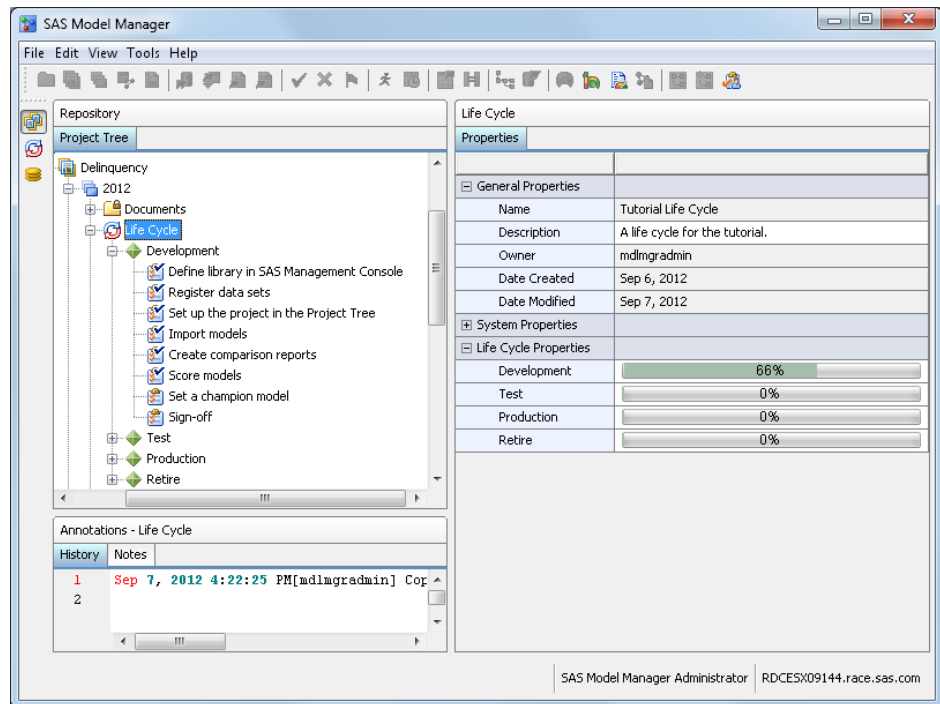 SAS Model Manager
File Edit View Tools Help
Repository
Project Tree
Delinquency
2012
Documents
Life Cycle
Development
Define library in SAS Management Console
Register data sets
Set up the project in the Project Tree
Import models
Create comparison reports
Score models
Set a champion model
Sign-off
Test
Production
Retire
Annotations - Life Cycle
History Notes
1 Sep 7, 2012 4:22:25 PM[mdlmgradmin] Cop
2
Life Cycle
Properties
General Properties
Name Tutorial Life Cycle
Description A life cycle for the tutorial.
Owner mdlmgradmin
Date Created Sep 6, 2012
Date Modified Sep 7, 2012
System Properties
Life Cycle Properties
Development 66%
Test 0%
Production 0%
Retire 0%
SAS Model Manager Administrator RDCESX09144.race.sas.com